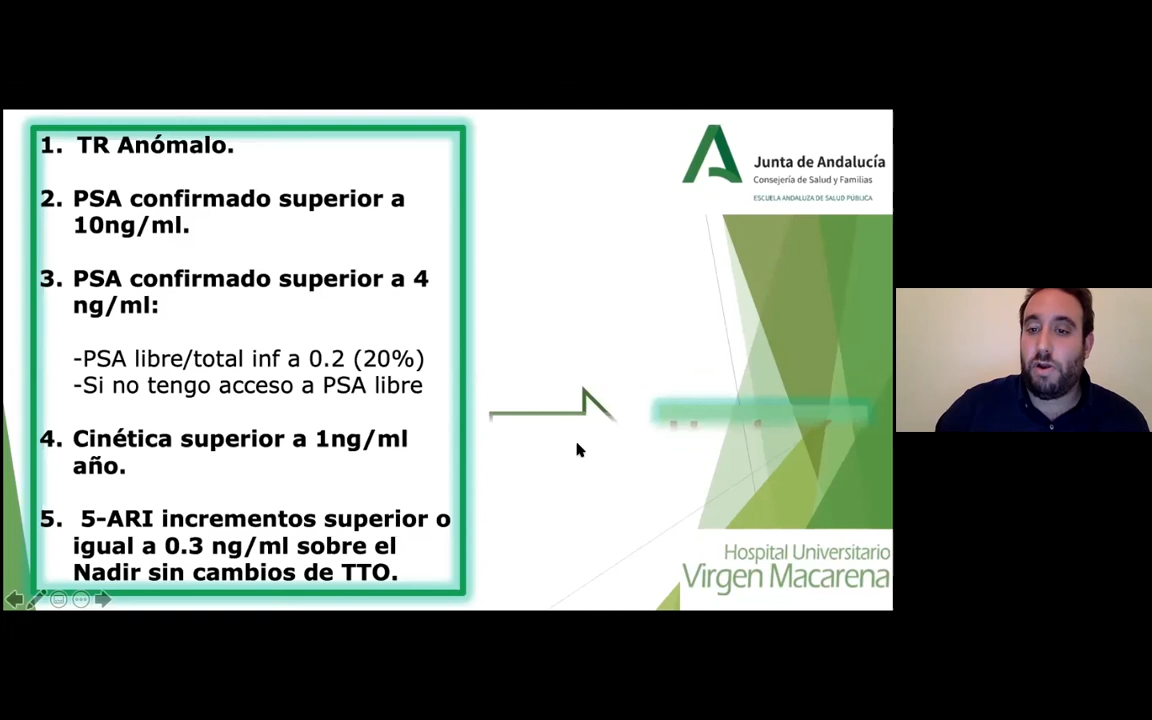 1. TR Anómalo.
2. PSA confirmado superior a
10ng/ml.
3. PSA confirmado superior a 4
ng/ml:
-PSA libre/total inf a 0.2 (20%)
-Si no tengo acceso a PSA libre
4. Cinética superior a 1ng/ml
año.
5. 5-ARI incrementos superior o
igual a 0.3 ng/ml sobre el
Nadir sin cambios de TTO.
Junta de Andalucía
Consejería de Salud y Familias
ESCUELA ANDALUZA DE SALUD PÚBLICA
Hospital Universitario
Virgen Macarena